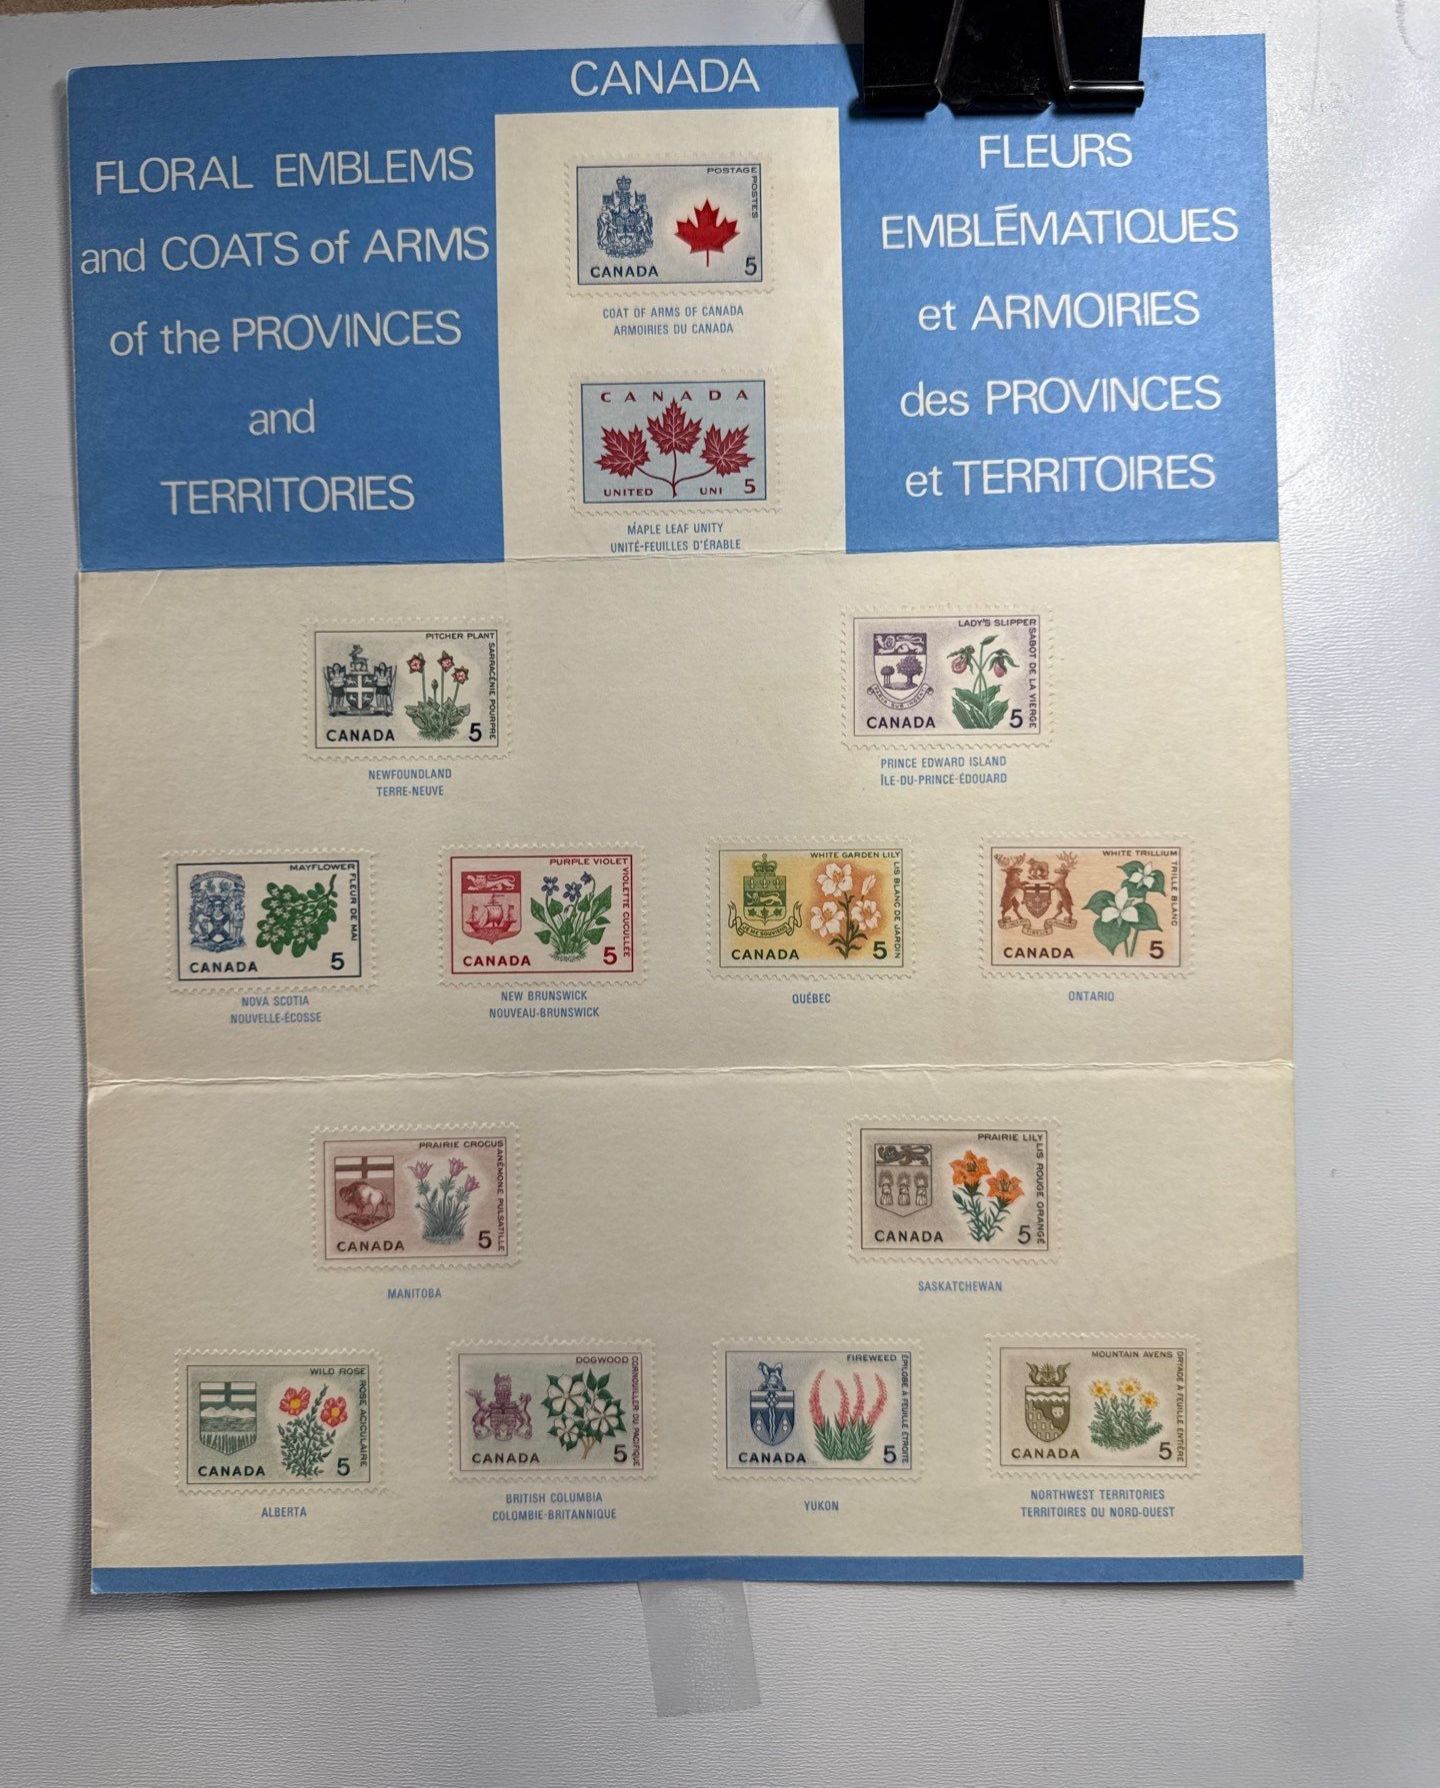 CANADA
FLORAL EMBLEMS
and COATS of ARMS
of the PROVINCES
and
TERRITORIES
FLEURS
EMBLÉMATIQUES
et ARMOIRIES
des PROVINCES
et TERRITOIRES
POSTAGE
POSTES
CANADA 5
COAT OF ARMS OF CANADA
ARMOIRIES DU CANADA
CANADA
UNITED UNI 5
MAPLE LEAF UNITY
UNITÉ-FEUILLES D'ÉRABLE
PITCHER PLANT
SARRACÉNIE POURPRE
CANADA 5
NEWFOUNDLAND
TERRE-NEUVE
LADY'S SLIPPER
SABOT DE LA VIERGE
CANADA 5
PRINCE EDWARD ISLAND
ÎLE-DU-PRINCE-ÉDOUARD
MAYFLOWER
FLEUR DE MAI
CANADA 5
NOVA SCOTIA
NOUVELLE-ÉCOSSE
PURPLE VIOLET
VIOLETTE CUCULLÉE
CANADA 5
NEW BRUNSWICK
NOUVEAU-BRUNSWICK
WHITE GARDEN LILY
LIS BLANC DE JARDIN
JE ME SOUVIENS
CANADA 5
QUÉBEC
WHITE TRILLIUM
TRILLE BLANC
CANADA 5
ONTARIO
PRAIRIE CROCUS
ANÉMONE PULSATILLE
CANADA 5
MANITOBA
PRAIRIE LILY
LIS ROUGE ORANGÉ
CANADA 5
SASKATCHEWAN
WILD ROSE
ROSE ACICULAIRE
CANADA 5
ALBERTA
DOGWOOD
CORNOUILLER DU PACIFIQUE
CANADA 5
BRITISH COLUMBIA
COLOMBIE-BRITANNIQUE
FIREWEED
ÉPILOBE À FEUILLE ÉTROITE
CANADA 5
YUKON
MOUNTAIN AVENS
DRYADE À FEUILLE ENTIÈRE
CANADA 5
NORTHWEST TERRITORIES
TERRITOIRES DU NORD-OUEST